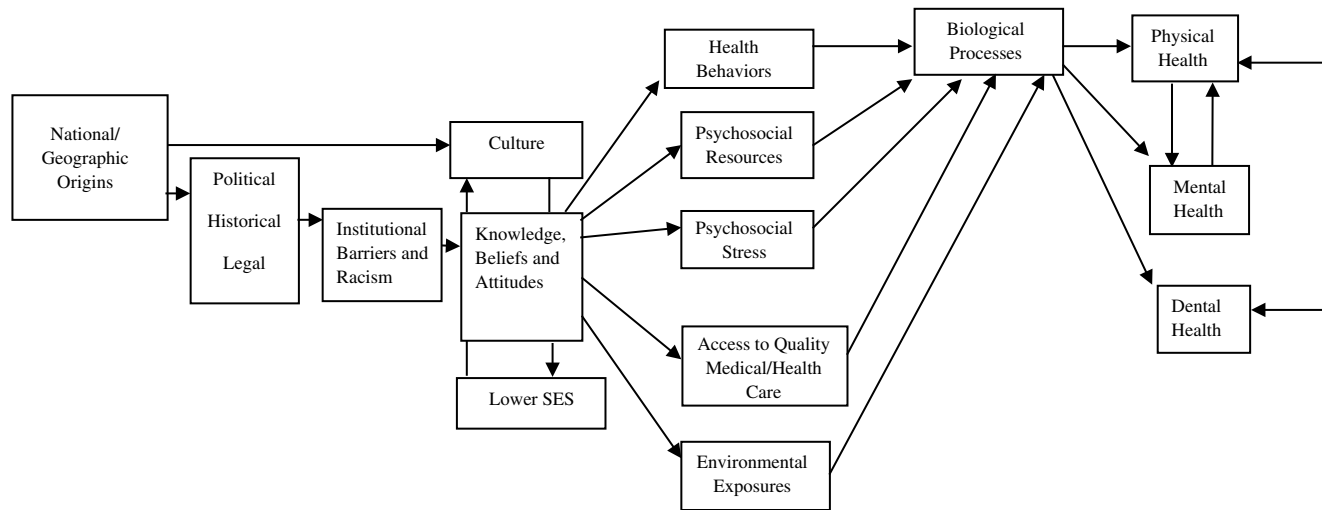 National/
Geographic
Origins
Political
Historical
Legal
Institutional
Barriers and
Racism
Culture
Knowledge,
Beliefs and
Attitudes
Lower SES
Health
Behaviors
Psychosocial
Resources
Psychosocial
Stress
Access to Quality
Medical/Health
Care
Environmental
Exposures
Biological
Processes
Physical
Health
Mental
Health
Dental
Health